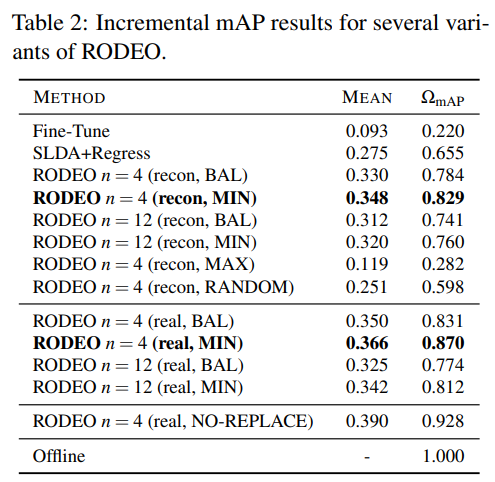 Table 2: Incremental mAP results for several vari-
ants of RODEO.
METHOD MEAN Ω_mAP
Fine-Tune 0.093 0.220
SLDA+Regress 0.275 0.655
RODEO n = 4 (recon, BAL) 0.330 0.784
RODEO n = 4 (recon, MIN) 0.348 0.829
RODEO n = 12 (recon, BAL) 0.312 0.741
RODEO n = 12 (recon, MIN) 0.320 0.760
RODEO n = 4 (recon, MAX) 0.119 0.282
RODEO n = 4 (recon, RANDOM) 0.251 0.598
RODEO n = 4 (real, BAL) 0.350 0.831
RODEO n = 4 (real, MIN) 0.366 0.870
RODEO n = 12 (real, BAL) 0.325 0.774
RODEO n = 12 (real, MIN) 0.342 0.812
RODEO n = 4 (real, NO-REPLACE) 0.390 0.928
Offline - 1.000